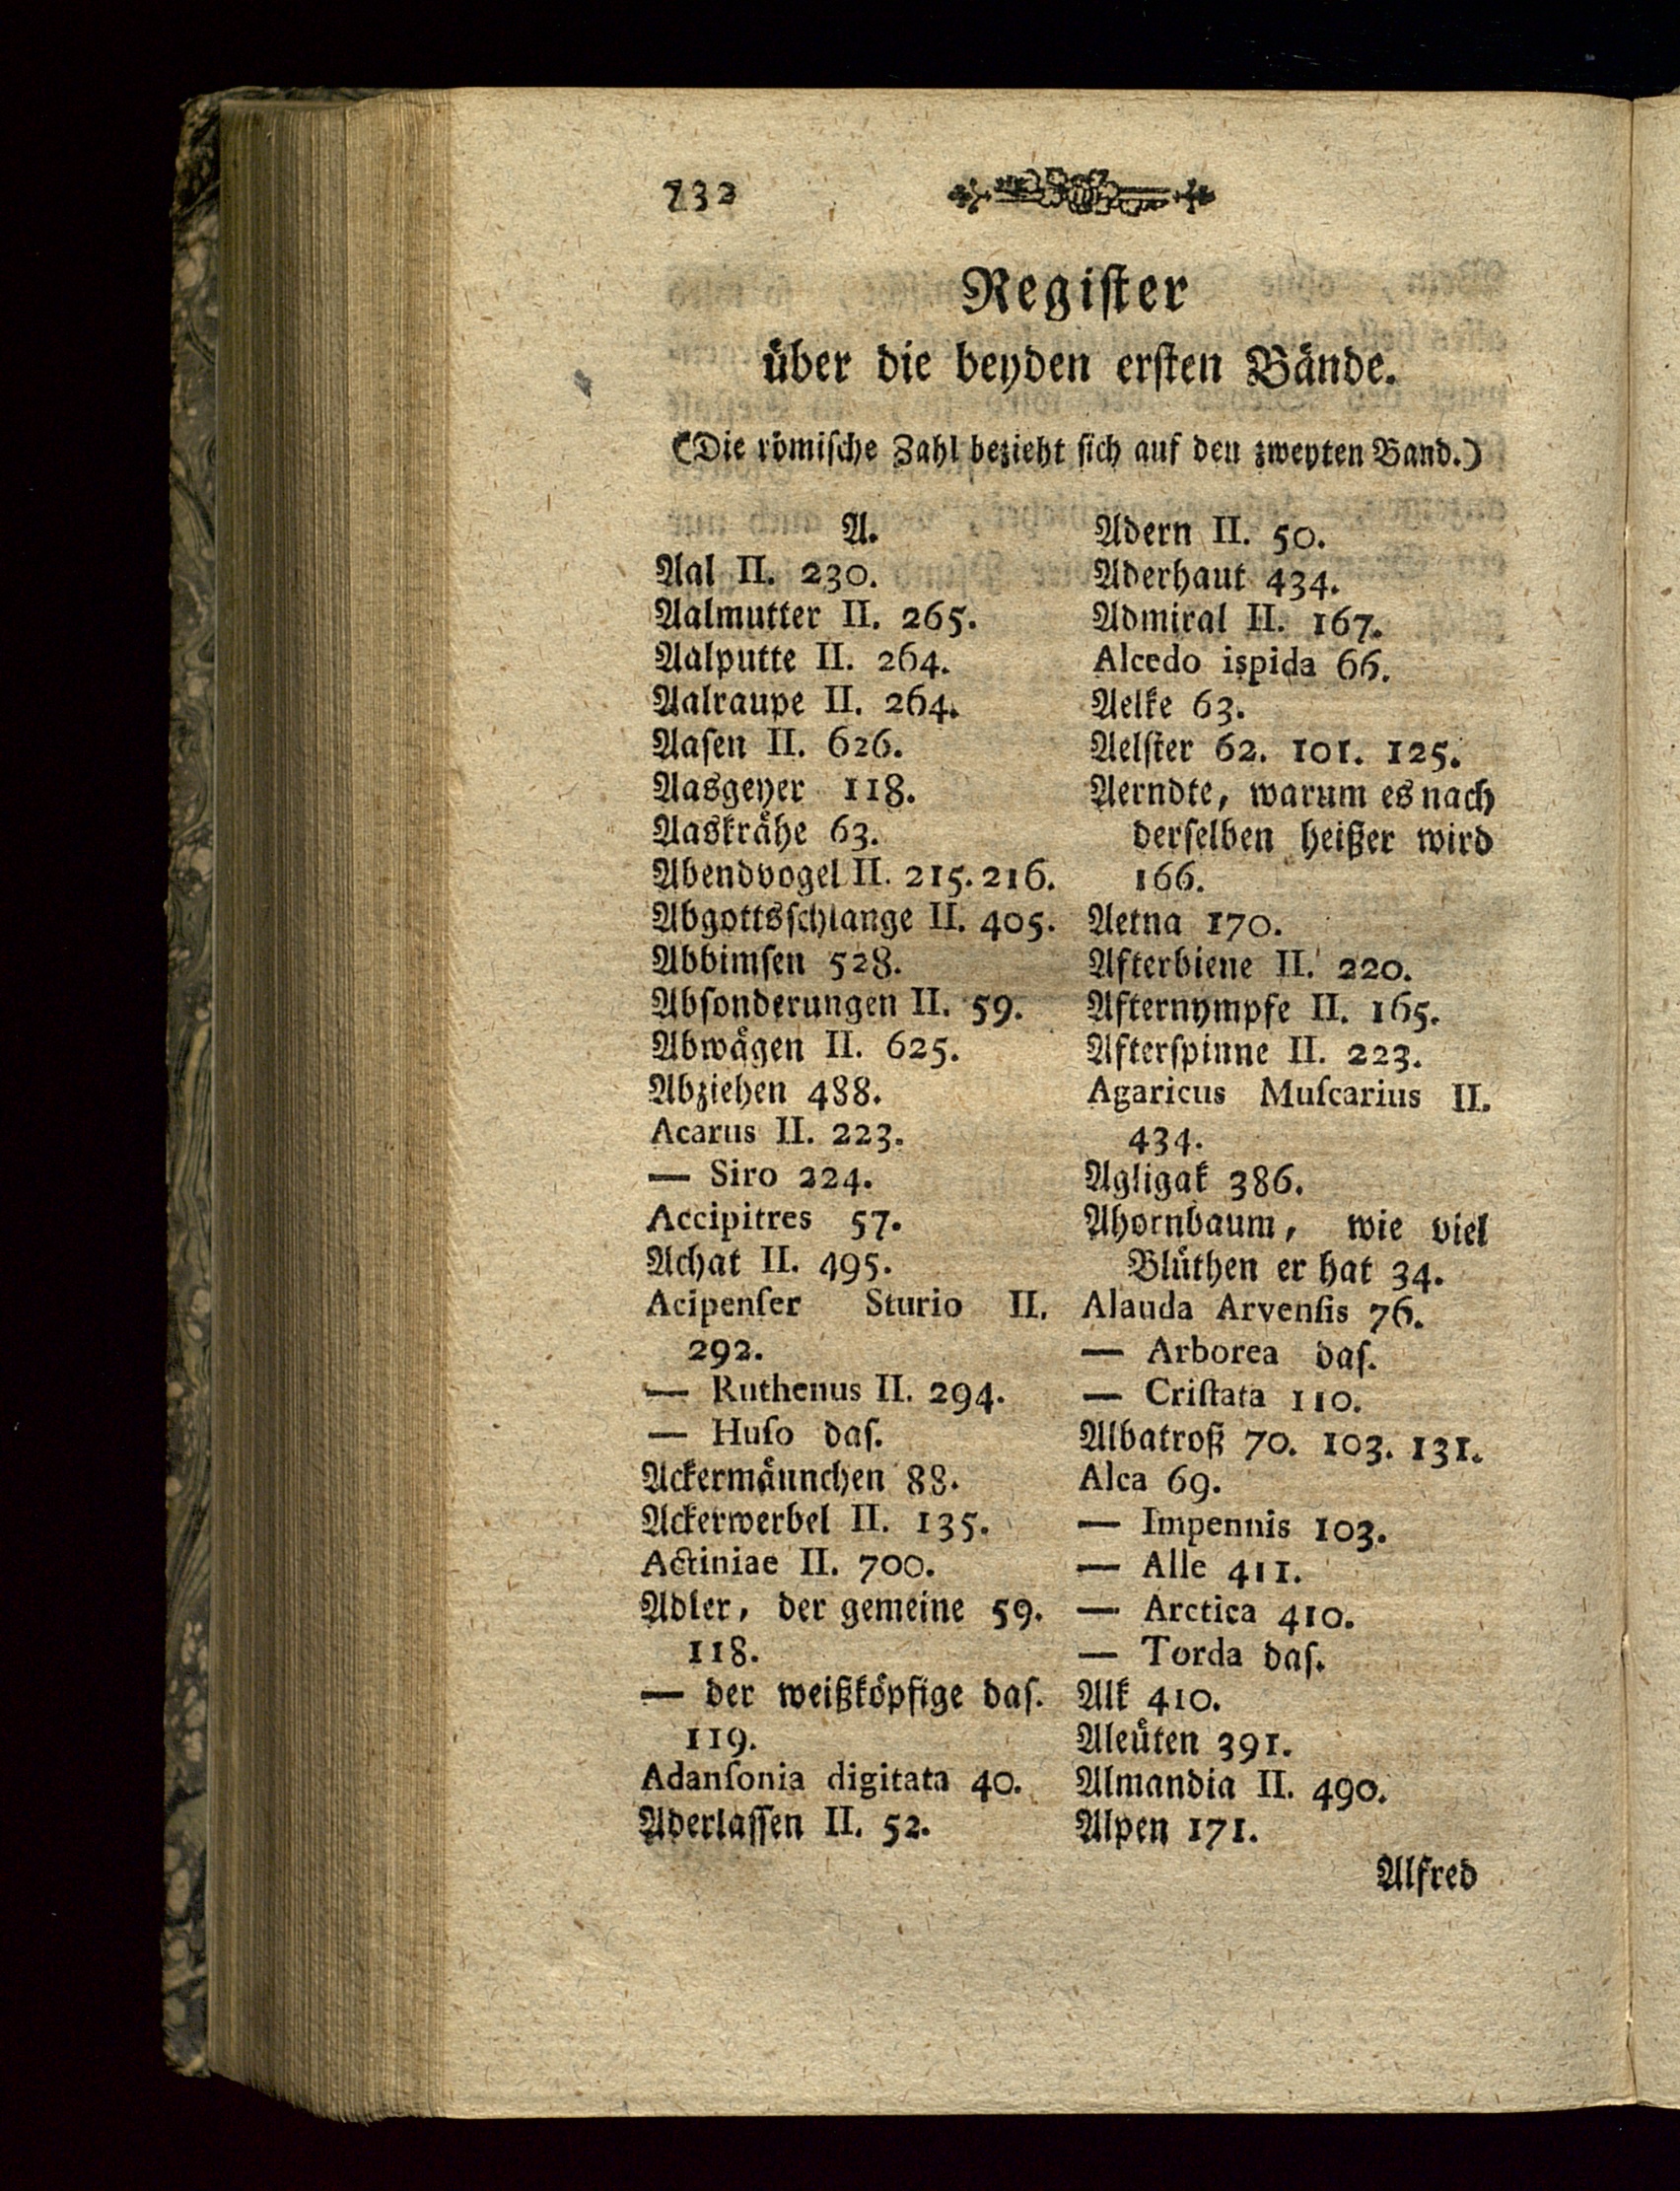 732
Regiſter
über die beyden erſten Bände.
(Die römiſche Zahl bezieht ſich auf den zweyten Band.)
A.
Aal II. 230.
Aalmutter II. 265.
Aalputte II. 264.
Aalraupe II. 264.
Aaſen II. 626.
Aasgeyer 118.
Aaskrähe 63.
Abendvogel II. 215. 216.
Abgottsſchlange II. 405.
Abbimſen 528.
Abſonderungen II. 59.
Abwägen II. 625.
Abziehen 488.
Acarus II. 223.
— Siro 224.
Accipitres 57.
Achat II. 495.
Acipenſer Sturio II.
292.
— Ruthenus II. 294.
— Huſo daſ.
Ackermännchen 88.
Ackerwerbel II. 135.
Actiniae II. 700.
Adler, der gemeine 59.
118.
— der weißköpfige daſ.
119.
Adanſonia digitata 40.
Aderlaſſen II. 52.
Adern II. 50.
Aderhaut 434.
Admiral II. 167.
Alcedo ispida 66.
Aelke 63.
Aelſter 62. 101. 125.
Aerndte, warum es nach
derſelben heißer wird
166.
Aetna 170.
Afterbiene II. 220.
Afternympfe II. 165.
Afterſpinne II. 223.
Agaricus Muſcarius II.
434.
Agligak 386.
Ahornbaum, wie viel
Blüthen er hat 34.
Alauda Arvenſis 76.
— Arborea daſ.
— Criſtata 110.
Albatroß 70. 103. 131.
Alca 69.
— Impennis 103.
— Alle 411.
— Arctica 410.
— Torda daſ.
Alk 410.
Aleüten 391.
Almandia II. 490.
Alpen 171.
Alfred